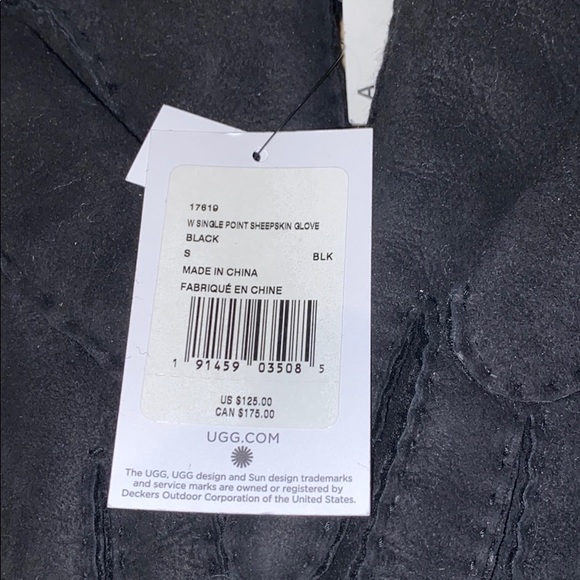 A
17619
W SINGLE POINT SHEEPSKIN GLOVE
BLACK
S BLK
MADE IN CHINA
FABRIQUÉ EN CHINE
1 91459 03508 5
US $125.00
CAN $175.00
UGG.COM
The UGG, UGG design and Sun design trademarks
and service marks are owned or registered by
Deckers Outdoor Corporation of the United States.